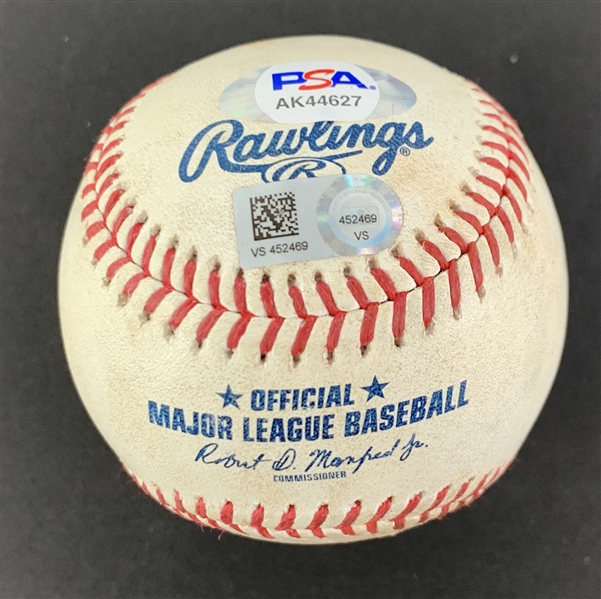 PSA.
AK44627
Rawlings®
R
452469
VS
VS 452469
★ OFFICIAL ★
MAJOR LEAGUE BASEBALL
Robert D. Manfred Jr.
COMMISSIONER